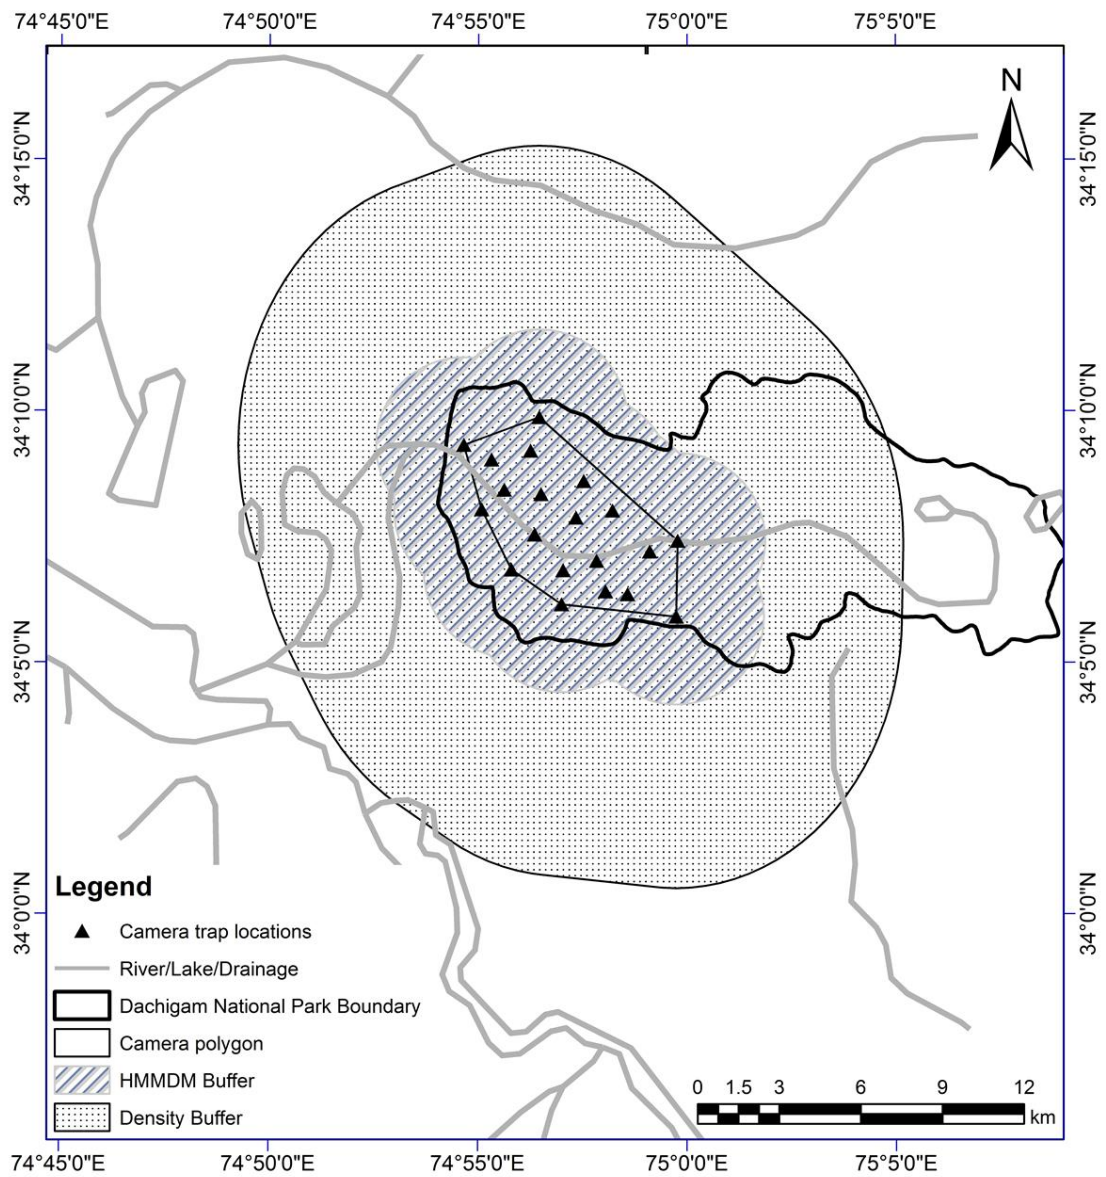 74°45'0"E 74°50'0"E 74°55'0"E 75°0'0"E 75°5'0"E
N
34°15'0"N 34°15'0"N
34°10'0"N 34°10'0"N
34°5'0"N 34°5'0"N
34°0'0"N 34°0'0"N
Legend
Camera trap locations
River/Lake/Drainage
Dachigam National Park Boundary
Camera polygon
HMMDM Buffer
Density Buffer
0 1.5 3 6 9 12
km
74°45'0"E 74°50'0"E 74°55'0"E 75°0'0"E 75°5'0"E